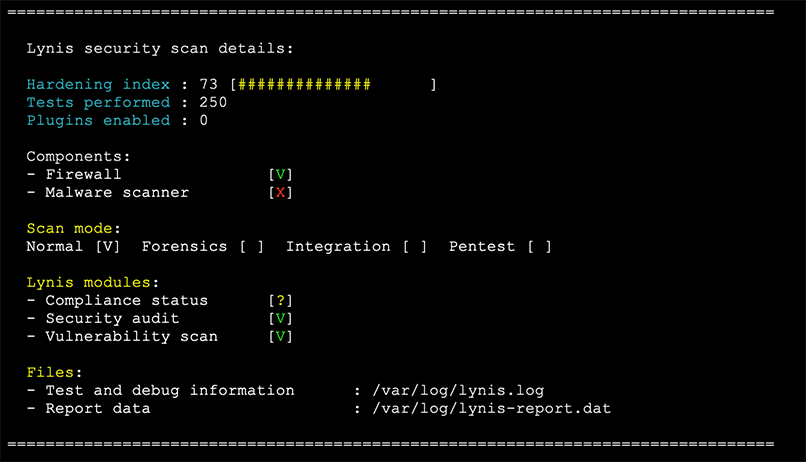 ================================================================================
Lynis security scan details:
Hardening index : 73 [##############      ]
Tests performed : 250
Plugins enabled : 0
Components:
- Firewall               [V]
- Malware scanner        [X]
Scan mode:
Normal [V]  Forensics [ ]  Integration [ ]  Pentest [ ]
Lynis modules:
- Compliance status      [?]
- Security audit         [V]
- Vulnerability scan     [V]
Files:
- Test and debug information      : /var/log/lynis.log
- Report data                     : /var/log/lynis-report.dat
================================================================================